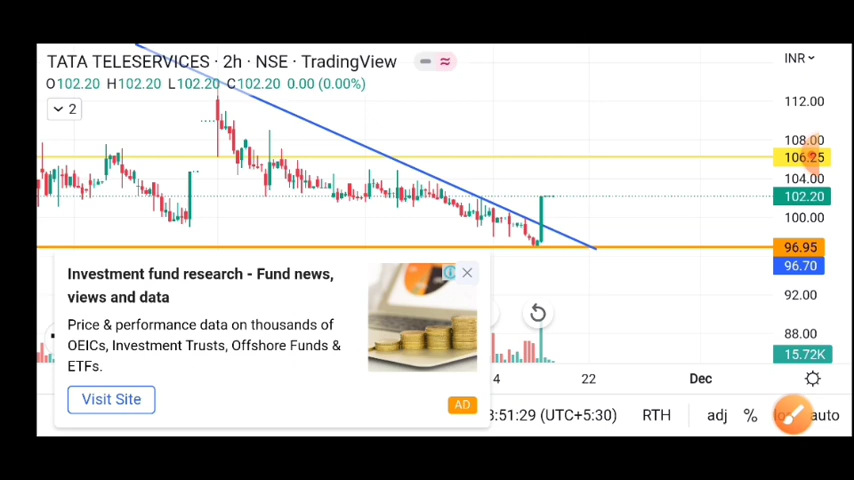 TATA TELESERVICES · 2h · NSE · TradingView
O102.20 H102.20 L102.20 C102.20 0.00 (0.00%)
2
INR
112.00
108.00
106.25
104.00
102.20
100.00
96.95
96.70
92.00
88.00
15.72K
Investment fund research - Fund news,
views and data
Price & performance data on thousands of
OEICs, Investment Trusts, Offshore Funds &
ETFs.
Visit Site
AD
4
22
Dec
:51:29 (UTC+5:30)
RTH
adj
%
auto